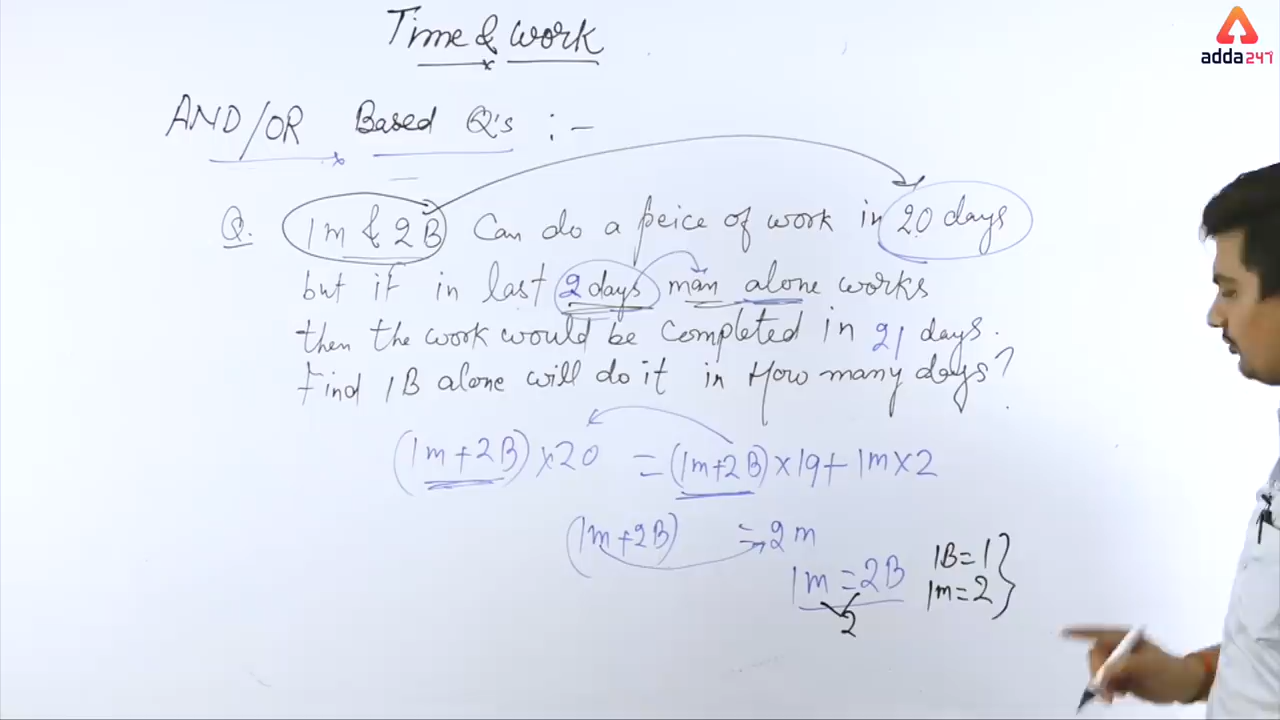 Time & work
adda247
AND/OR Based Q's :-
Q. 1m & 2B Can do a peice of work in 20 days
but if in last 2 days man alone works
then the work would be completed in 21 days.
Find 1B alone will do it in How many days?
(1m+2B)×20 = (1m+2B)×19+1m×2
(1m+2B) = 2m
1m = 2B
2
1B=1
1m=2}